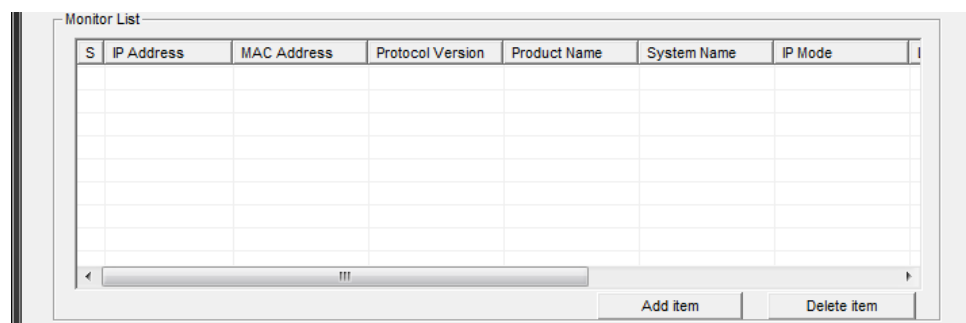 Monitor List
S IP Address MAC Address Protocol Version Product Name System Name IP Mode
Add item Delete item